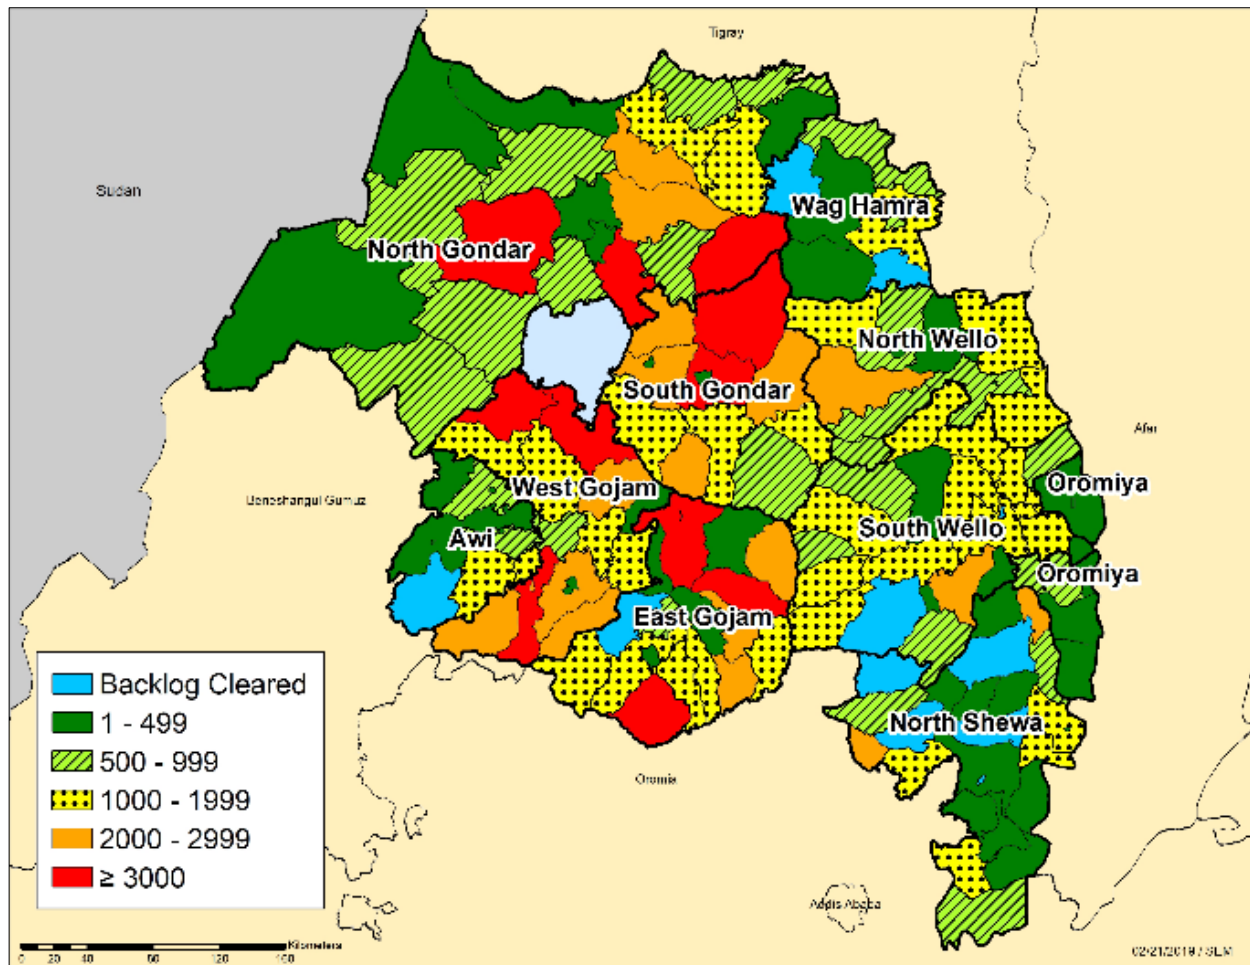 Tigray
Sudan
Wag Hamra
North Gondar
North Wello
South Gondar
Afar
Oromiya
Beneshangul Gumuz
West Gojam
South Wello
Awi
Oromiya
East Gojam
Backlog Cleared
1 - 499
500 - 999
1000 - 1999
2000 - 2999
≥ 3000
North Shewa
Oromia
Addis Ababa
Kilometers
0 20 40 80 120 160
02/21/2019 / SEM